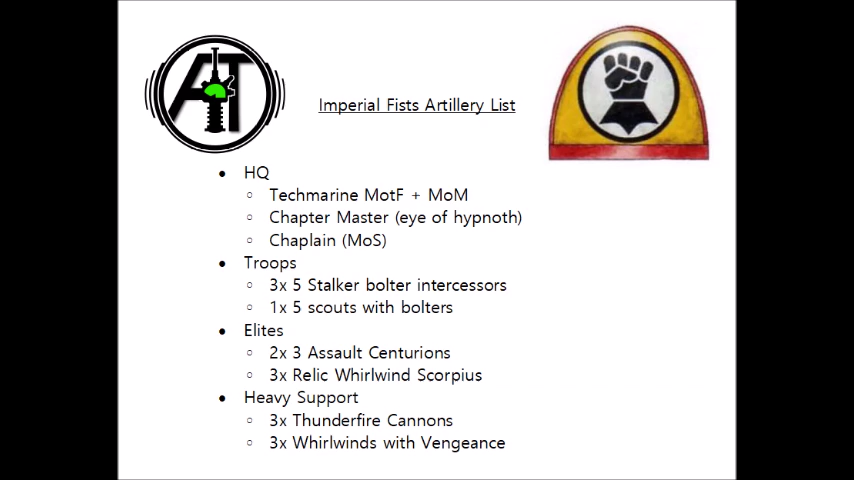 AT
Imperial Fists Artillery List
• HQ
◦ Techmarine MotF + MoM
◦ Chapter Master (eye of hypnoth)
◦ Chaplain (MoS)
• Troops
◦ 3x 5 Stalker bolter intercessors
◦ 1x 5 scouts with bolters
• Elites
◦ 2x 3 Assault Centurions
◦ 3x Relic Whirlwind Scorpius
• Heavy Support
◦ 3x Thunderfire Cannons
◦ 3x Whirlwinds with Vengeance